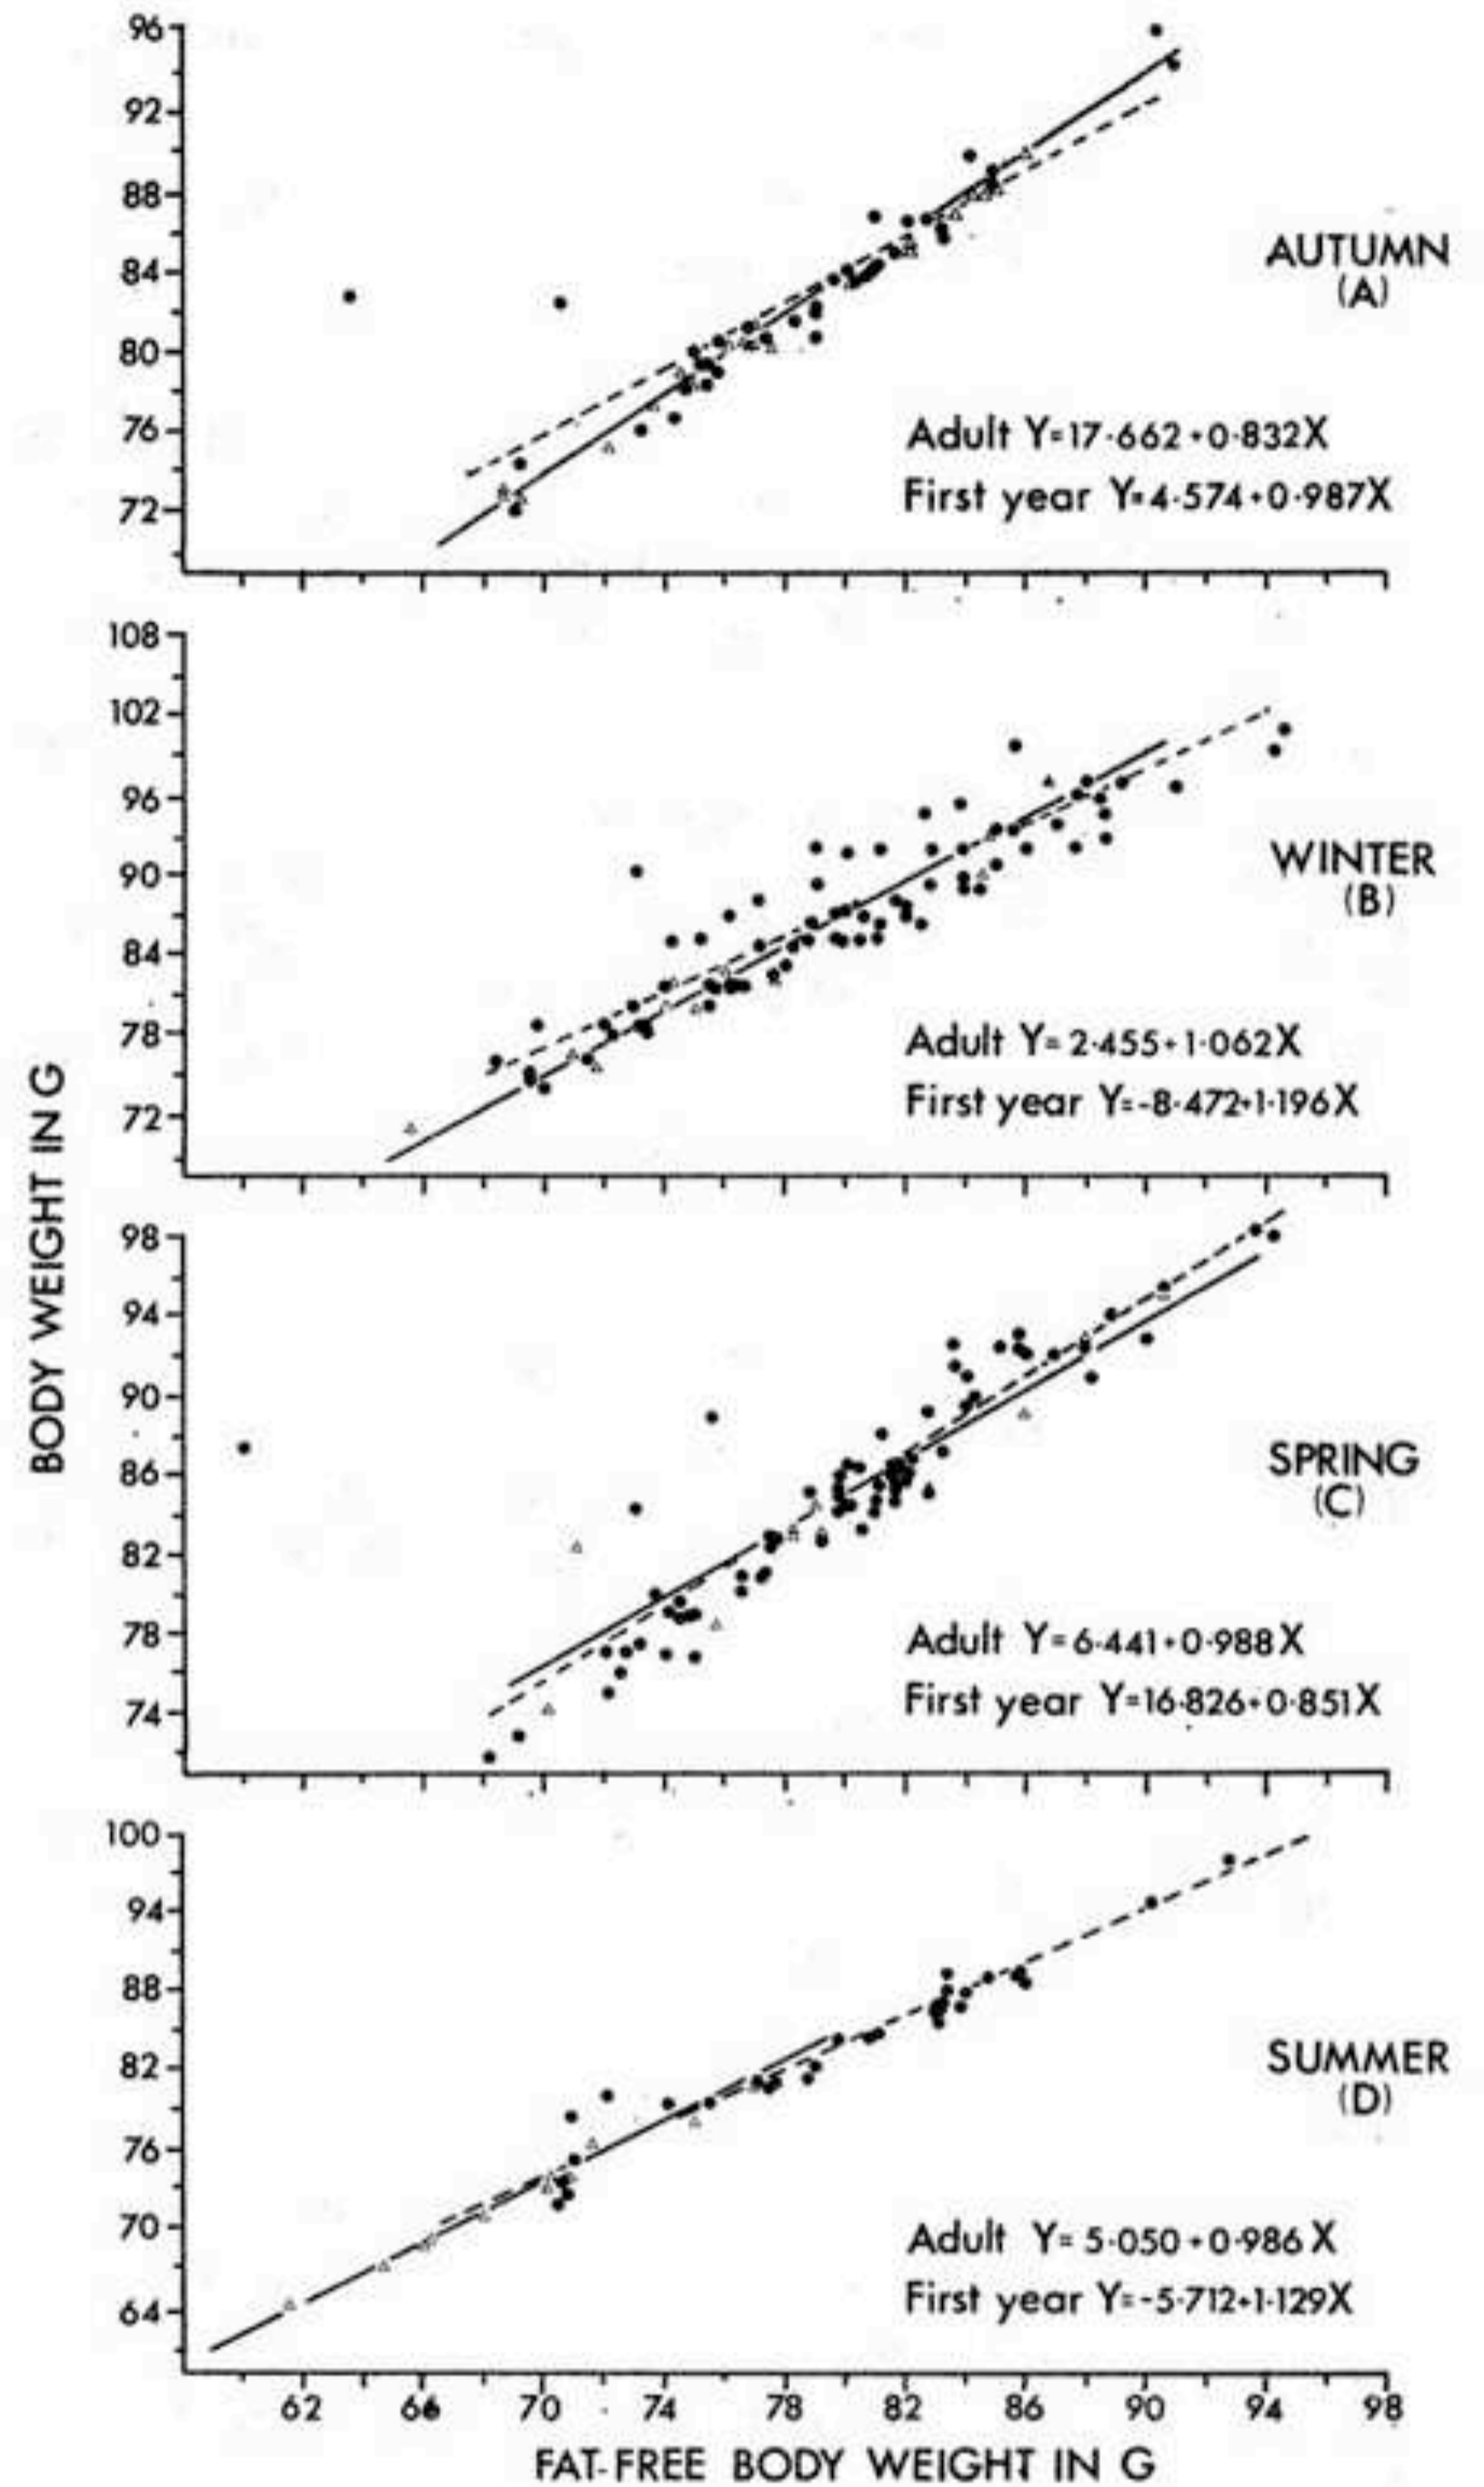 96
92
88
84
80
76
72
AUTUMN
(A)
Adult Y=17·662+0·832X
First year Y=4·574+0·987X
108
102
96
90
84
78
72
WINTER
(B)
Adult Y=2·455+1·062X
First year Y=-8·472+1·196X
98
94
90
86
82
78
74
SPRING
(C)
Adult Y=6·441+0·988X
First year Y=16·826+0·851X
100
94
88
82
76
70
64
SUMMER
(D)
Adult Y=5·050+0·986X
First year Y=-5·712+1·129X
62 66 70 74 78 82 86 90 94 98
FAT-FREE BODY WEIGHT IN G
BODY WEIGHT IN G